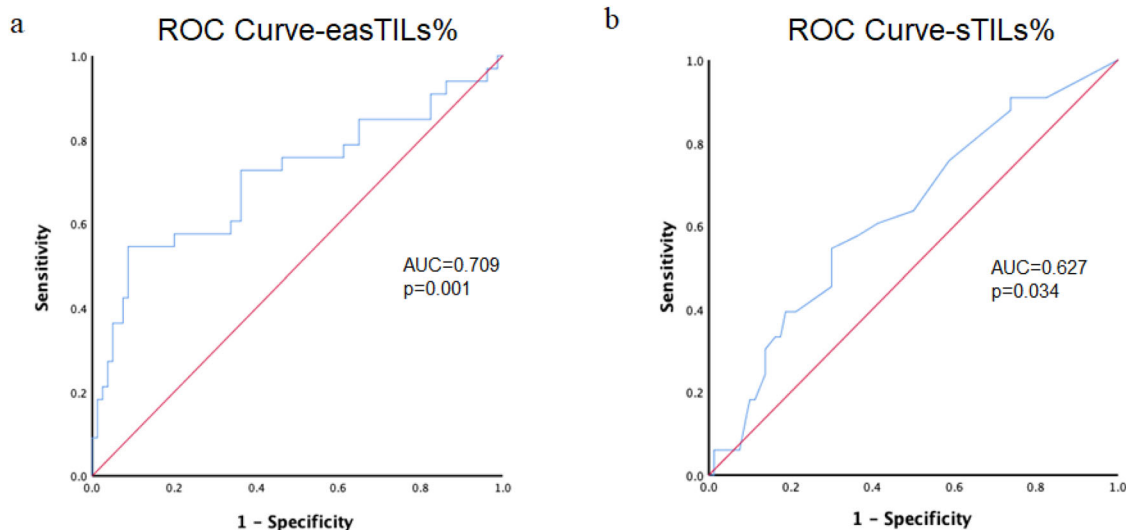 a
ROC Curve-easTILs%
1.0
0.8
0.6
0.4
0.2
0.0
Sensitivity
AUC=0.709
p=0.001
0.0 0.2 0.4 0.6 0.8 1.0
1 - Specificity
b
ROC Curve-sTILs%
1.0
0.8
0.6
0.4
0.2
0.0
Sensitivity
AUC=0.627
p=0.034
0.0 0.2 0.4 0.6 0.8 1.0
1 - Specificity